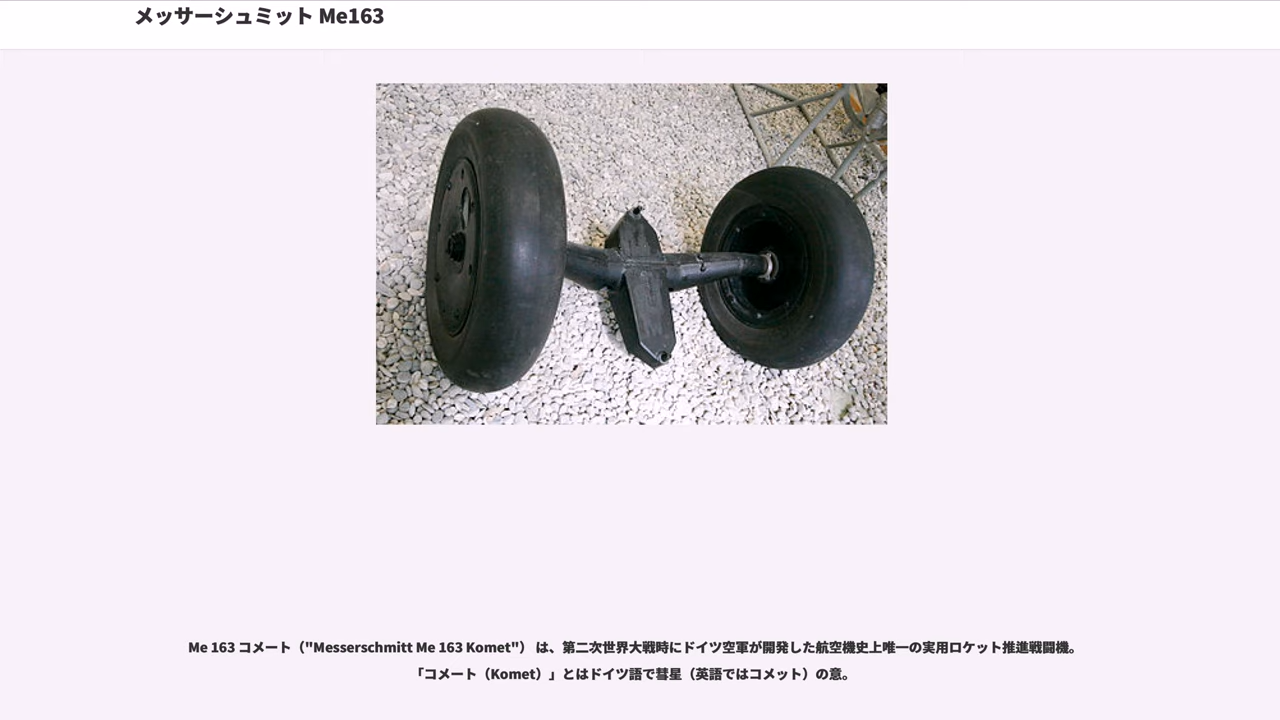 メッサーシュミット Me163
Me 163 コメート（"Messerschmitt Me 163 Komet"） は、第二次世界大戦時にドイツ空軍が開発した航空機史上唯一の実用ロケット推進戦闘機。
「コメート（Komet）」とはドイツ語で彗星（英語ではコメット）の意。